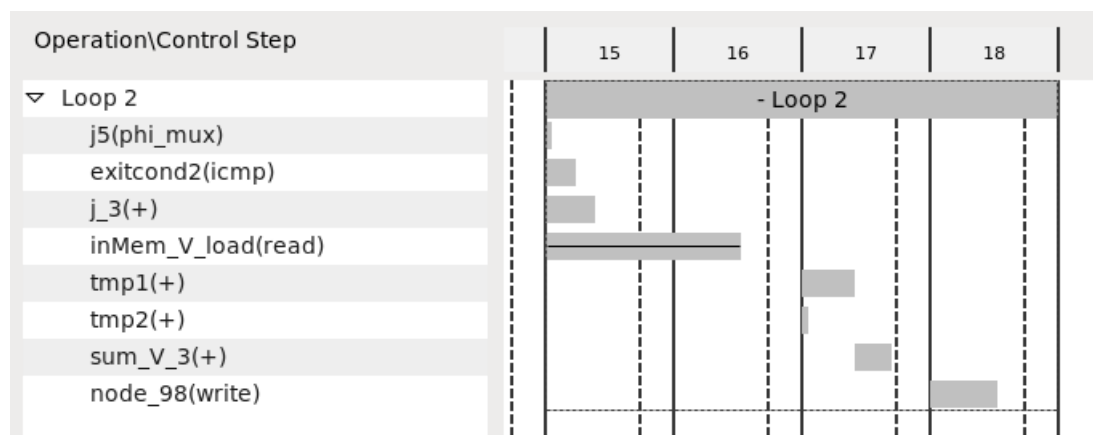 Operation\Control Step 15 16 17 18
Loop 2 - Loop 2
j5(phi_mux)
exitcond2(icmp)
j_3(+)
inMem_V_load(read)
tmp1(+)
tmp2(+)
sum_V_3(+)
node_98(write)